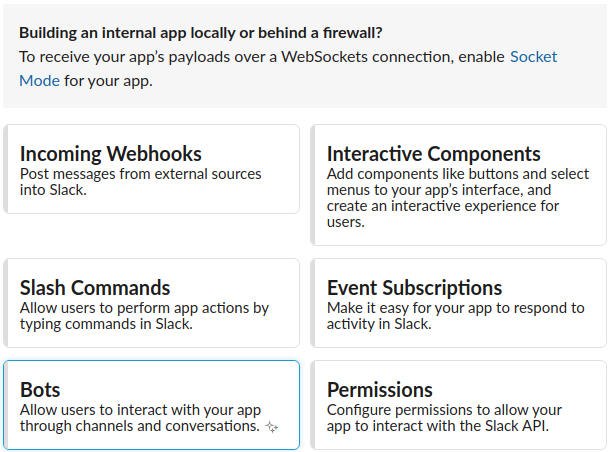 Building an internal app locally or behind a firewall?
To receive your app's payloads over a WebSockets connection, enable Socket
Mode for your app.
Incoming Webhooks
Post messages from external sources
into Slack.
Interactive Components
Add components like buttons and select
menus to your app's interface, and
create an interactive experience for
users.
Slash Commands
Allow users to perform app actions by
typing commands in Slack.
Event Subscriptions
Make it easy for your app to respond to
activity in Slack.
Bots
Allow users to interact with your app
through channels and conversations.
Permissions
Configure permissions to allow your
app to interact with the Slack API.